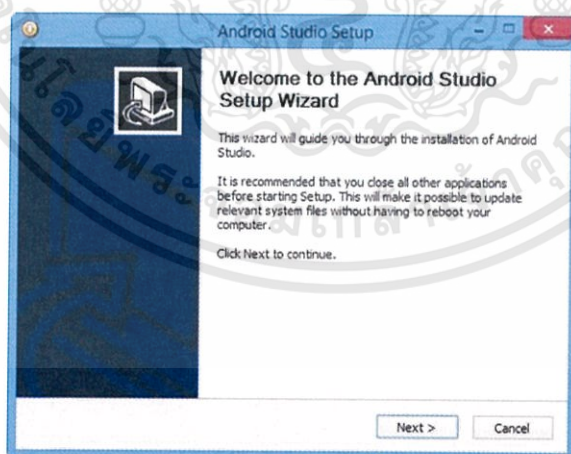 Android Studio Setup
Welcome to the Android Studio
Setup Wizard
This wizard will guide you through the installation of Android
Studio.
It is recommended that you close all other applications
before starting Setup. This will make it possible to update
relevant system files without having to reboot your
computer.
Click Next to continue.
Next >
Cancel